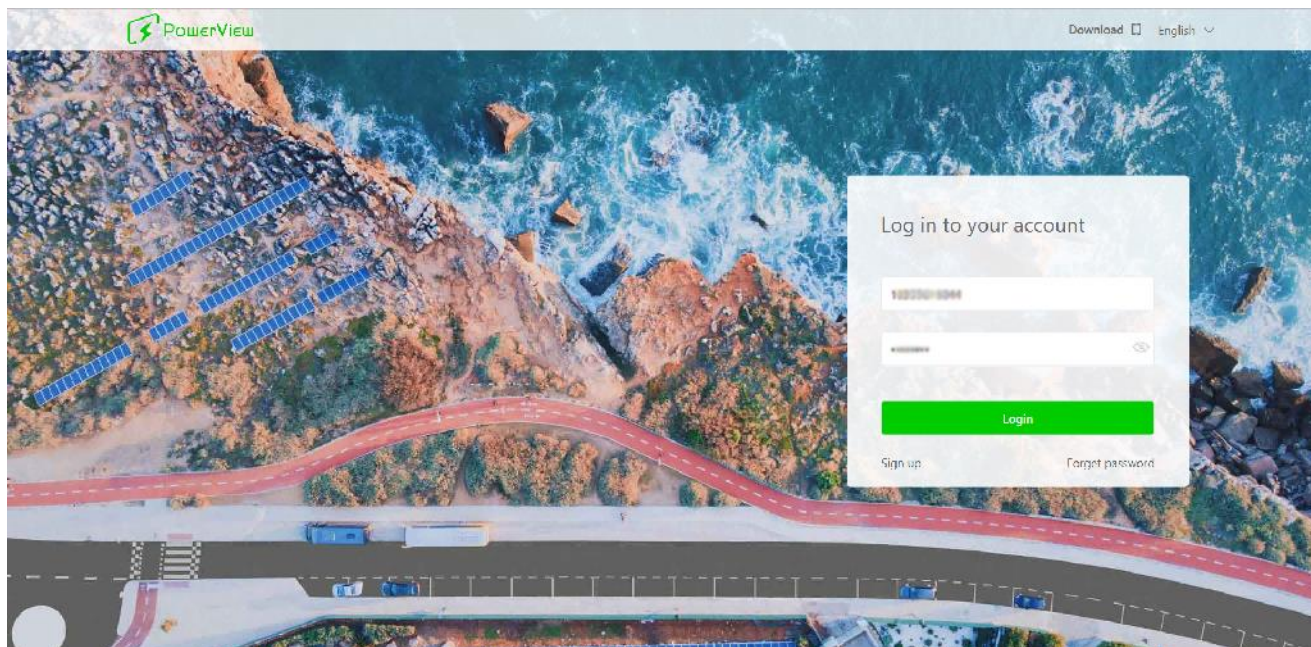 PowerView
Download English
Log in to your account
Login
Sign up Forget password